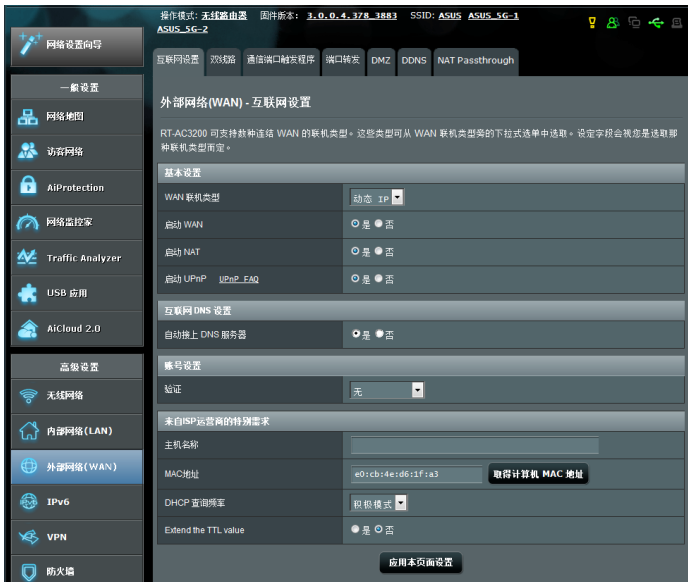 操作模式: 无线路由器 固件版本: 3.0.0.4.378_3883 SSID: ASUS ASUS_5G-1
ASUS_5G-2
网络设置向导
互联网设置 双线路 通信端口触发程序 端口转发 DMZ DDNS NAT Passthrough
一般设置
网络地图
访客网络
AiProtection
网络监控家
Traffic Analyzer
USB 应用
AiCloud 2.0
高级设置
无线网络
内部网络(LAN)
外部网络(WAN)
IPv6
VPN
防火墙
外部网络(WAN) - 互联网设置
RT-AC3200 可支持数种连结 WAN 的联机类型。这些类型可从 WAN 联机类型旁的下拉式选单中选取。设定字段会视您是选取那
种联机类型而定。
基本设置
WAN 联机类型 动态 IP
启动 WAN 是 否
启动 NAT 是 否
启动 UPnP UPnP FAQ 是 否
互联网 DNS 设置
自动接上 DNS 服务器 是 否
账号设置
验证 无
来自ISP运营商的特别需求
主机名称
MAC地址 e0:cb:4e:d6:1f:a3 取得计算机 MAC 地址
DHCP 查询频率 积极模式
Extend the TTL value 是 否
应用本页面设置